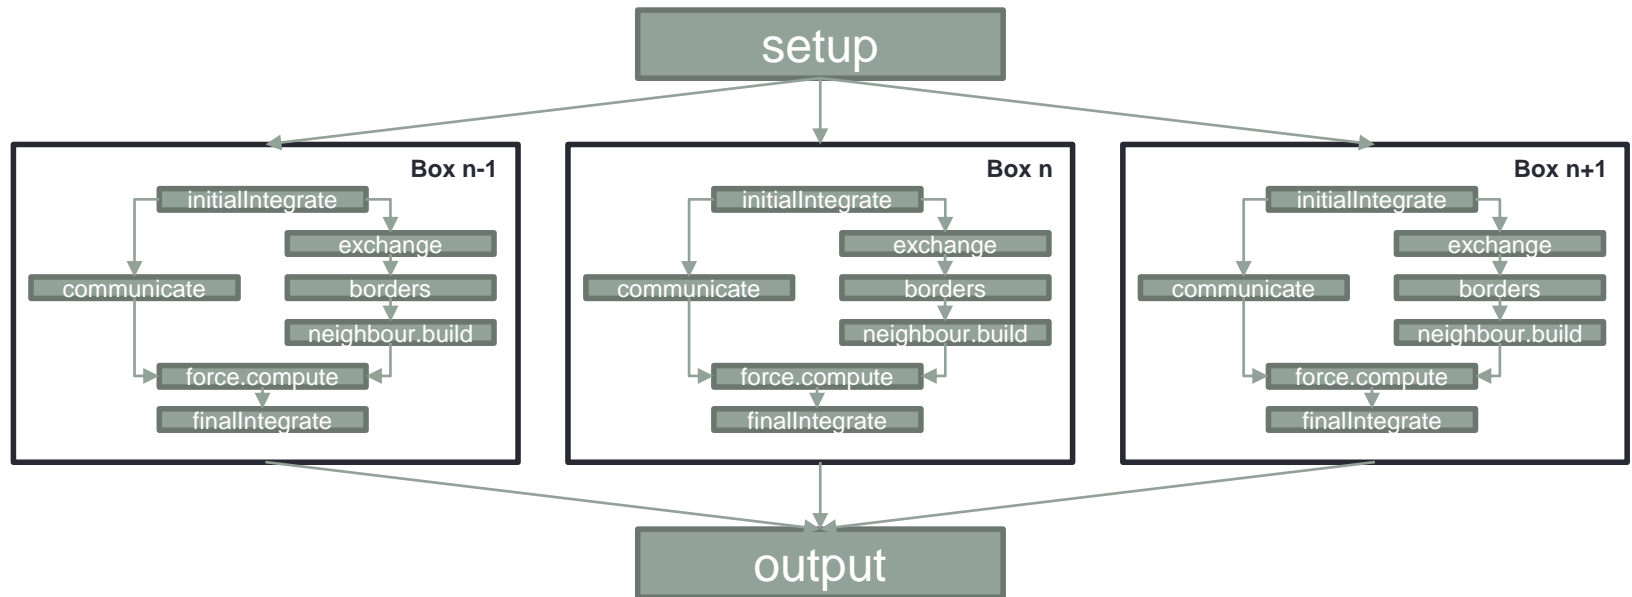 setup
Box n-1
initialIntegrate
exchange
communicate
borders
neighbour.build
force.compute
finalIntegrate
Box n
initialIntegrate
exchange
communicate
borders
neighbour.build
force.compute
finalIntegrate
Box n+1
initialIntegrate
exchange
communicate
borders
neighbour.build
force.compute
finalIntegrate
output